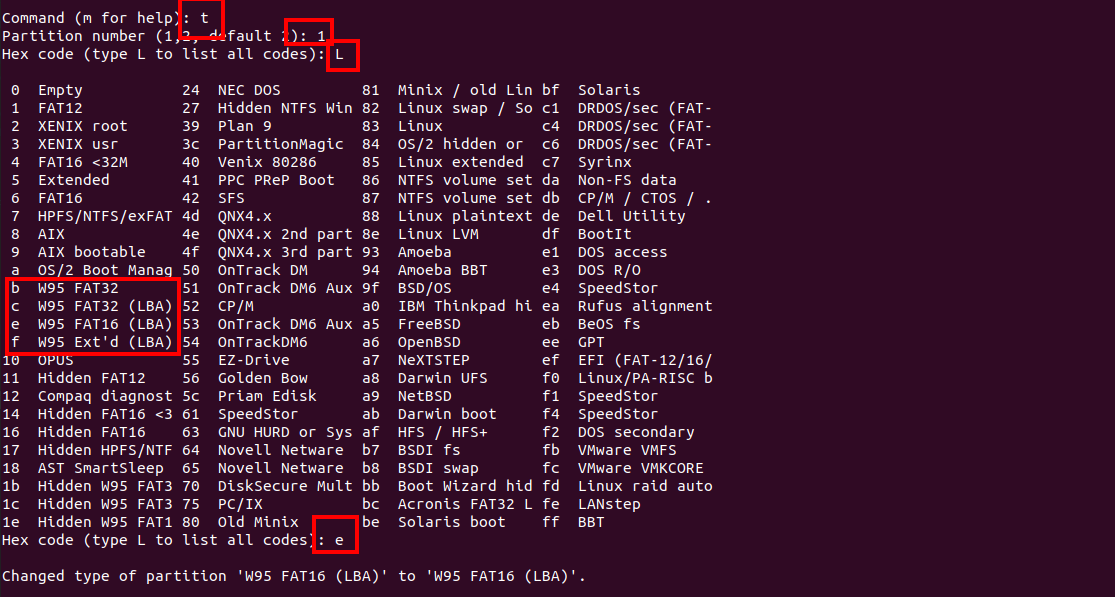 Command (m for help): t
Partition number (1,2, default 2): 1
Hex code (type L to list all codes): L
 0  Empty           24  NEC DOS         81  Minix / old Lin bf  Solaris
 1  FAT12           27  Hidden NTFS Win 82  Linux swap / So c1  DRDOS/sec (FAT-
 2  XENIX root      39  Plan 9          83  Linux           c4  DRDOS/sec (FAT-
 3  XENIX usr       3c  PartitionMagic  84  OS/2 hidden or  c6  DRDOS/sec (FAT-
 4  FAT16 <32M      40  Venix 80286     85  Linux extended  c7  Syrinx
 5  Extended        41  PPC PReP Boot   86  NTFS volume set da  Non-FS data
 6  FAT16           42  SFS             87  NTFS volume set db  CP/M / CTOS / .
 7  HPFS/NTFS/exFAT 4d  QNX4.x          88  Linux plaintext de  Dell Utility
 8  AIX             4e  QNX4.x 2nd part 8e  Linux LVM       df  BootIt
 9  AIX bootable    4f  QNX4.x 3rd part 93  Amoeba          e1  DOS access
 a  OS/2 Boot Manag 50  OnTrack DM      94  Amoeba BBT      e3  DOS R/O
 b  W95 FAT32       51  OnTrack DM6 Aux 9f  BSD/OS          e4  SpeedStor
 c  W95 FAT32 (LBA) 52  CP/M            a0  IBM Thinkpad hi ea  Rufus alignment
 e  W95 FAT16 (LBA) 53  OnTrack DM6 Aux a5  FreeBSD         eb  BeOS fs
 f  W95 Ext'd (LBA) 54  OnTrackDM6      a6  OpenBSD         ee  GPT
10  OPUS            55  EZ-Drive        a7  NeXTSTEP        ef  EFI (FAT-12/16/
11  Hidden FAT12    56  Golden Bow      a8  Darwin UFS      f0  Linux/PA-RISC b
12  Compaq diagnost 5c  Priam Edisk     a9  NetBSD          f1  SpeedStor
14  Hidden FAT16 <3 61  SpeedStor       ab  Darwin boot     f4  SpeedStor
16  Hidden FAT16    63  GNU HURD or Sys af  HFS / HFS+      f2  DOS secondary
17  Hidden HPFS/NTF 64  Novell Netware  b7  BSDI fs         fb  VMware VMFS
18  AST SmartSleep  65  Novell Netware  b8  BSDI swap       fc  VMware VMKCORE
1b  Hidden W95 FAT3 70  DiskSecure Mult bb  Boot Wizard hid fd  Linux raid auto
1c  Hidden W95 FAT3 75  PC/IX           bc  Acronis FAT32 L fe  LANstep
1e  Hidden W95 FAT1 80  Old Minix       be  Solaris boot    ff  BBT
Hex code (type L to list all codes): e
Changed type of partition 'W95 FAT16 (LBA)' to 'W95 FAT16 (LBA)'.